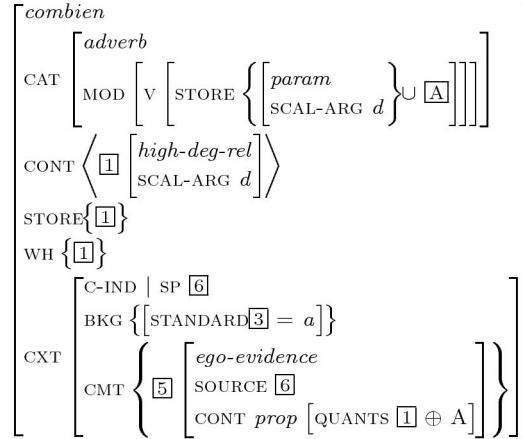 combien
CAT [adverb
MOD [V [STORE {[param
SCAL-ARG d} ∪ A]]]]
CONT ⟨1 [high-deg-rel
SCAL-ARG d]⟩
STORE{1}
WH {1}
CXT [C-IND | SP 6
BKG {[STANDARD 3 = a]}
CMT {5 [ego-evidence
SOURCE 6
CONT prop [QUANTS 1 ⊕ A]]}]